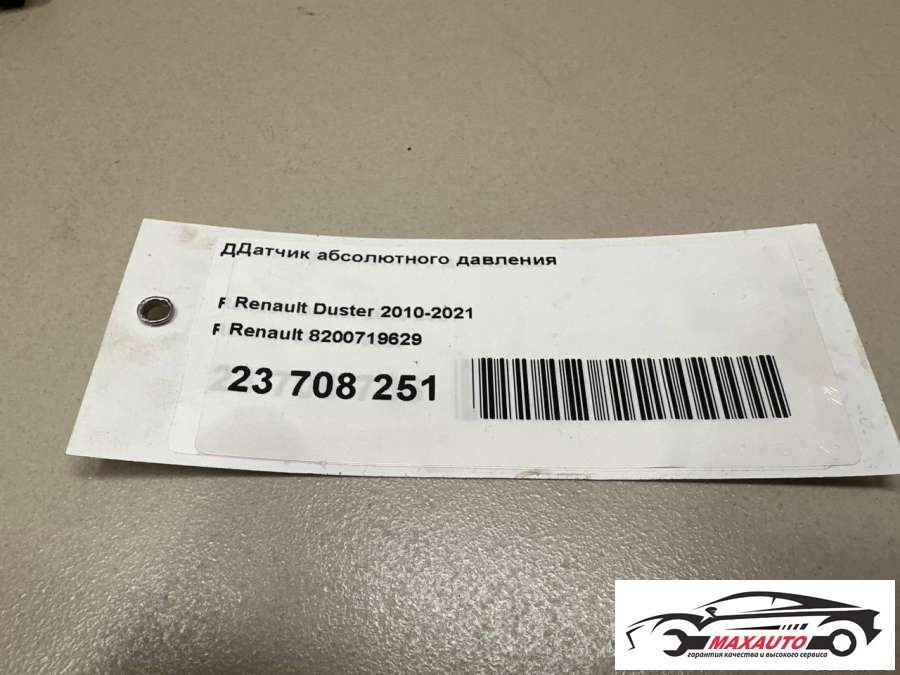 ДДатчик абсолютного давления
R Renault Duster 2010-2021
R Renault 8200719629
23 708 251
MAXAUTO
гарантия качества и высокого сервиса